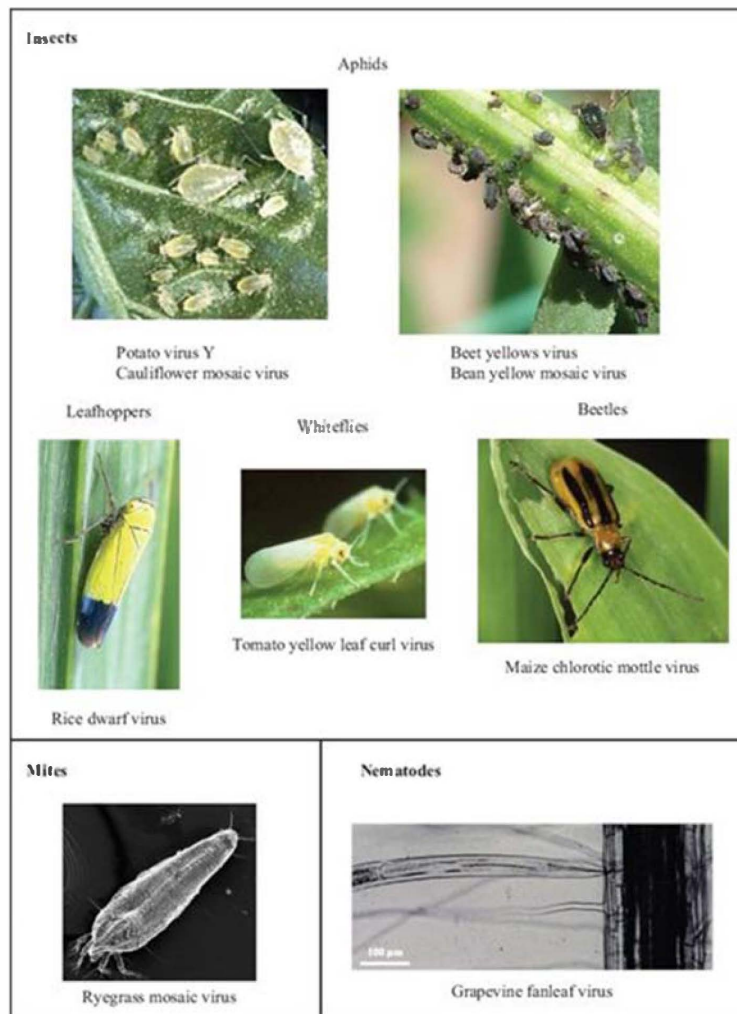 Insects
Aphids
Potato virus Y
Cauliflower mosaic virus
Beet yellows virus
Bean yellow mosaic virus
Leafhoppers
Whiteflies
Beetles
Tomato yellow leaf curl virus
Maize chlorotic mottle virus
Rice dwarf virus
Mites
Nematodes
100 µm
Ryegrass mosaic virus
Grapevine fanleaf virus